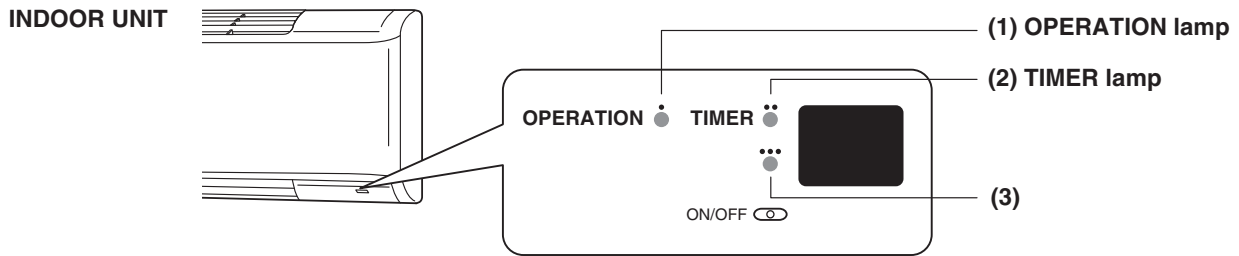 INDOOR UNIT
(1) OPERATION lamp
(2) TIMER lamp
OPERATION TIMER
(3)
ON/OFF